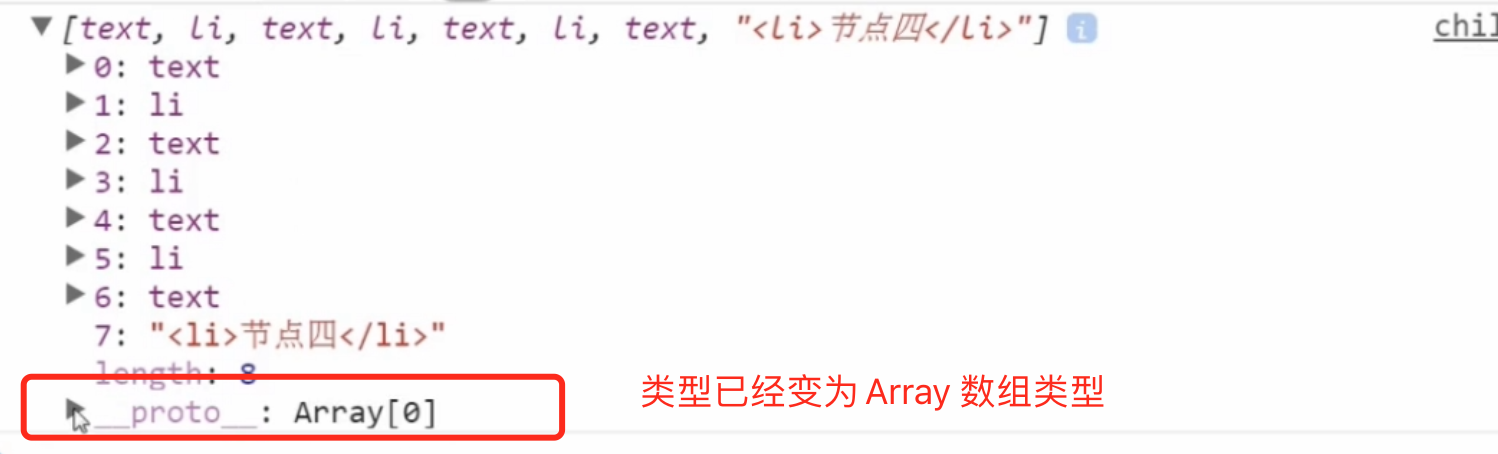 ▼[text, li, text, li, text, li, text, "<li>节点四</li>"] i
chil
▶0: text
▶1: li
▶2: text
▶3: li
▶4: text
▶5: li
▶6: text
7: "<li>节点四</li>"
length: 8
▶__proto__: Array[0]
类型已经变为 Array 数组类型